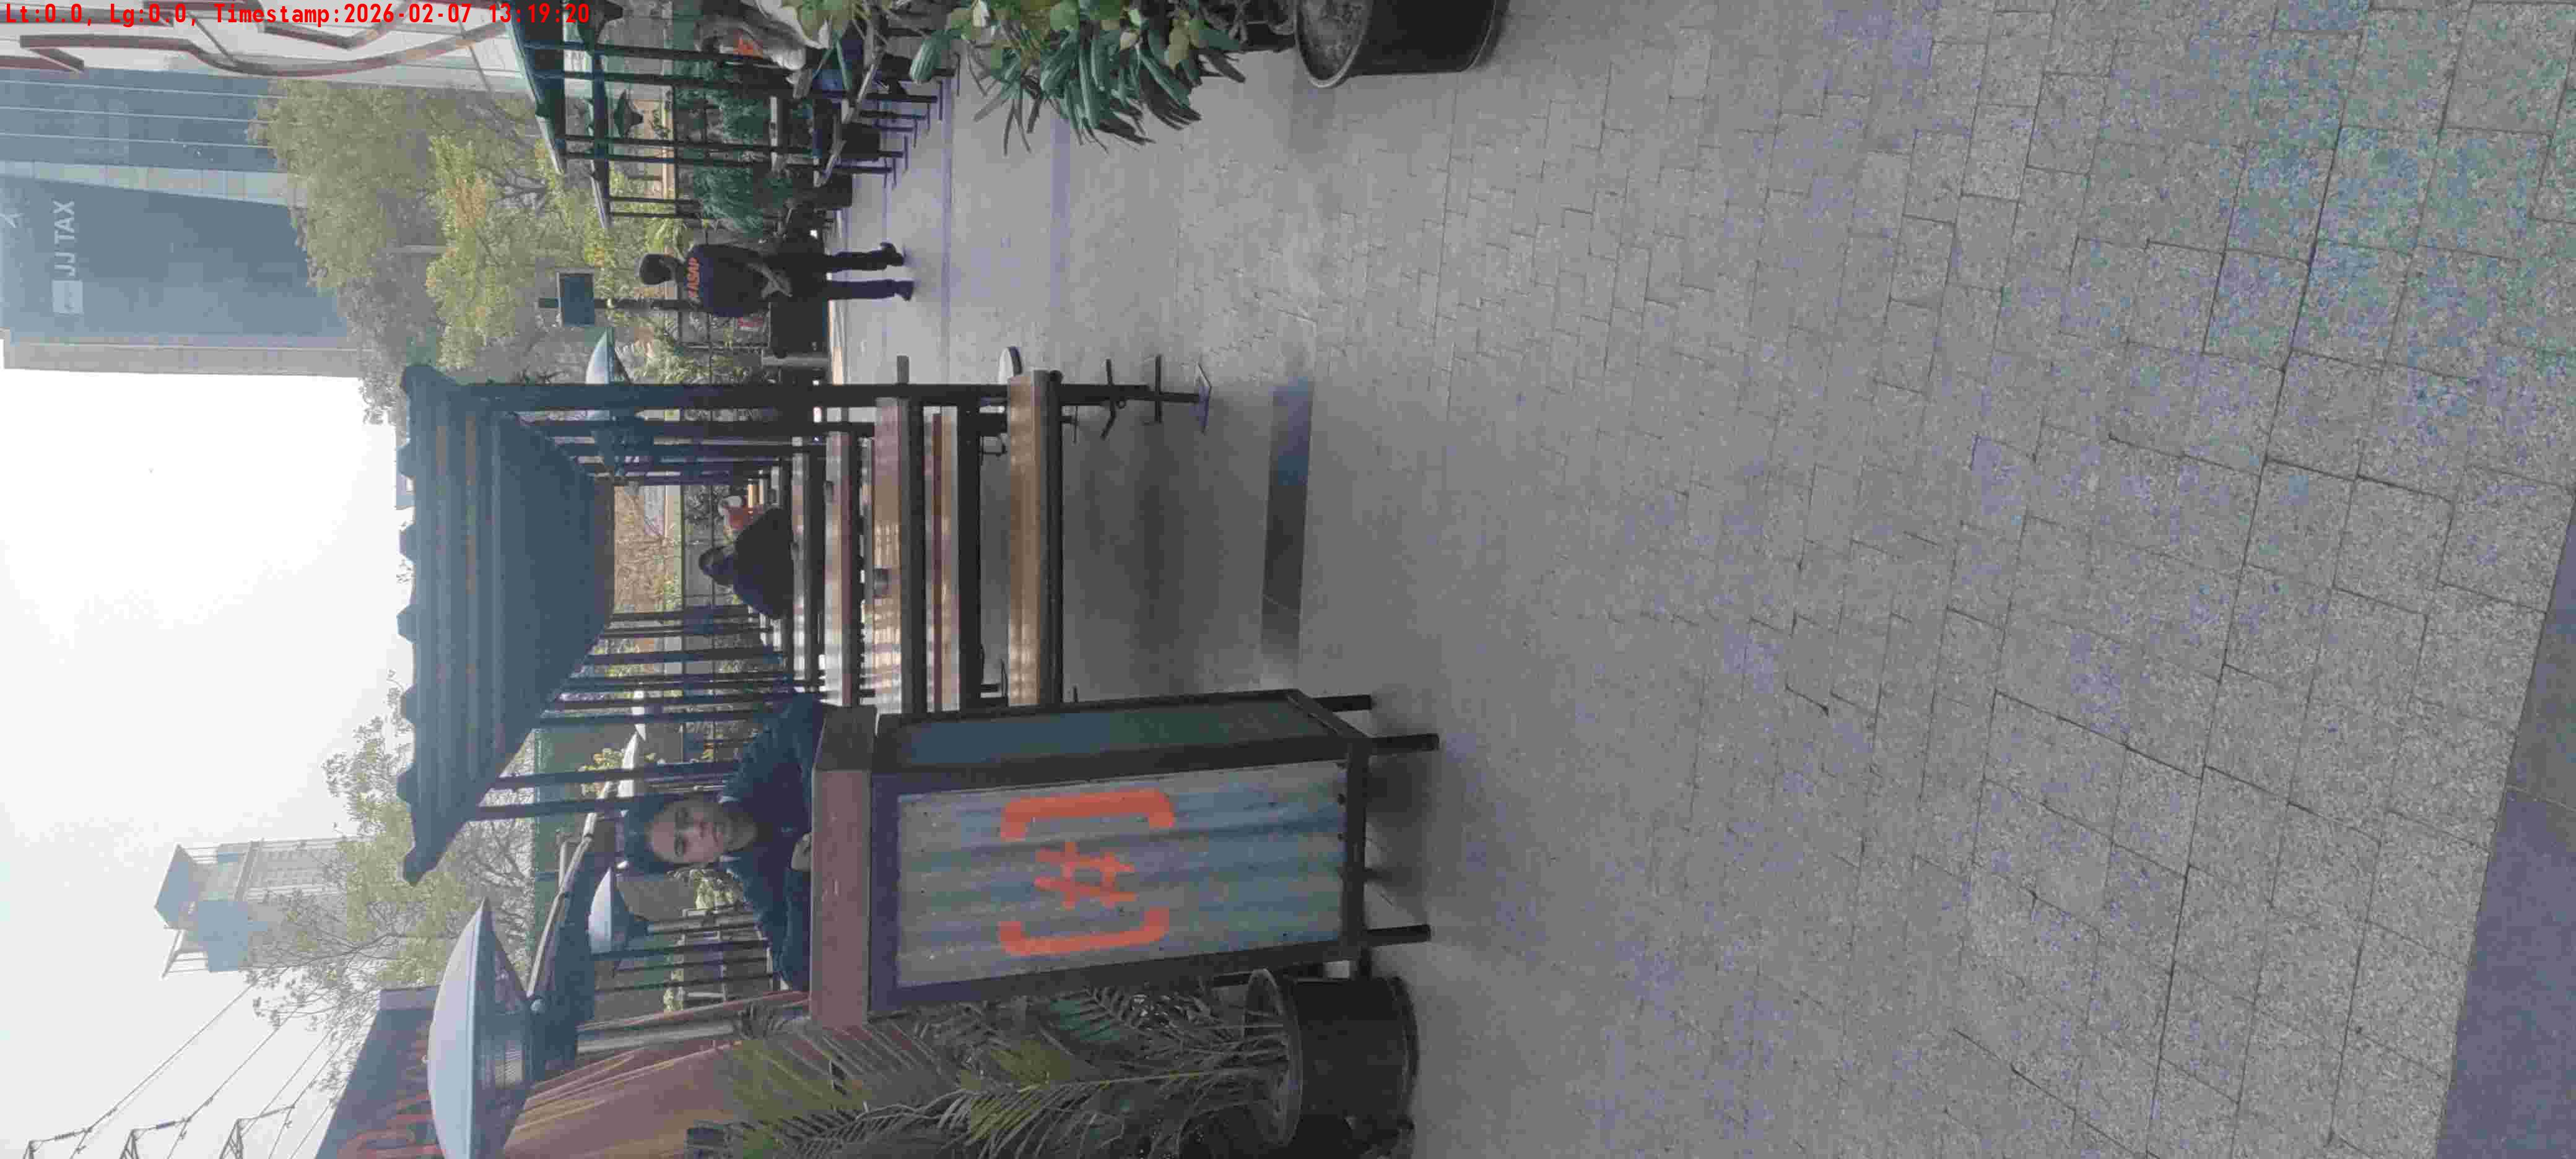 Lt:0.0, Lg:0.0, Timestamp:2026-02-07 13:19:20
JJ TAX
#ASAP
[#]